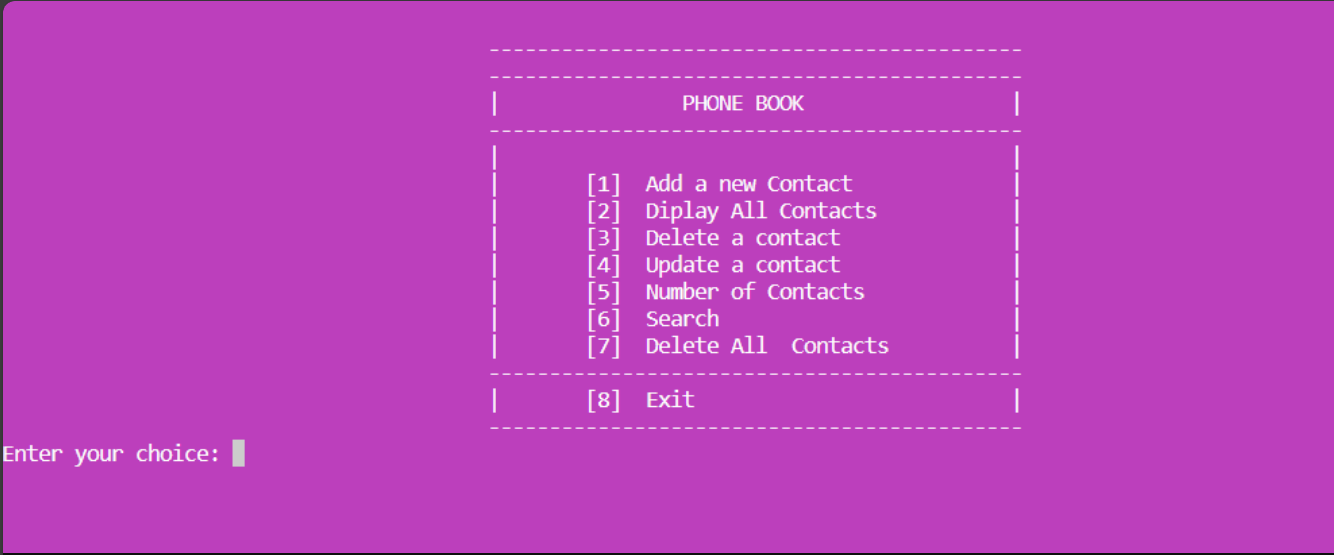 --------------------------------------------
--------------------------------------------
|               PHONE BOOK                 |
--------------------------------------------
|                                          |
|       [1]  Add a new Contact             |
|       [2]  Diplay All Contacts           |
|       [3]  Delete a contact              |
|       [4]  Update a contact              |
|       [5]  Number of Contacts            |
|       [6]  Search                        |
|       [7]  Delete All  Contacts          |
--------------------------------------------
|       [8]  Exit                          |
--------------------------------------------
Enter your choice: